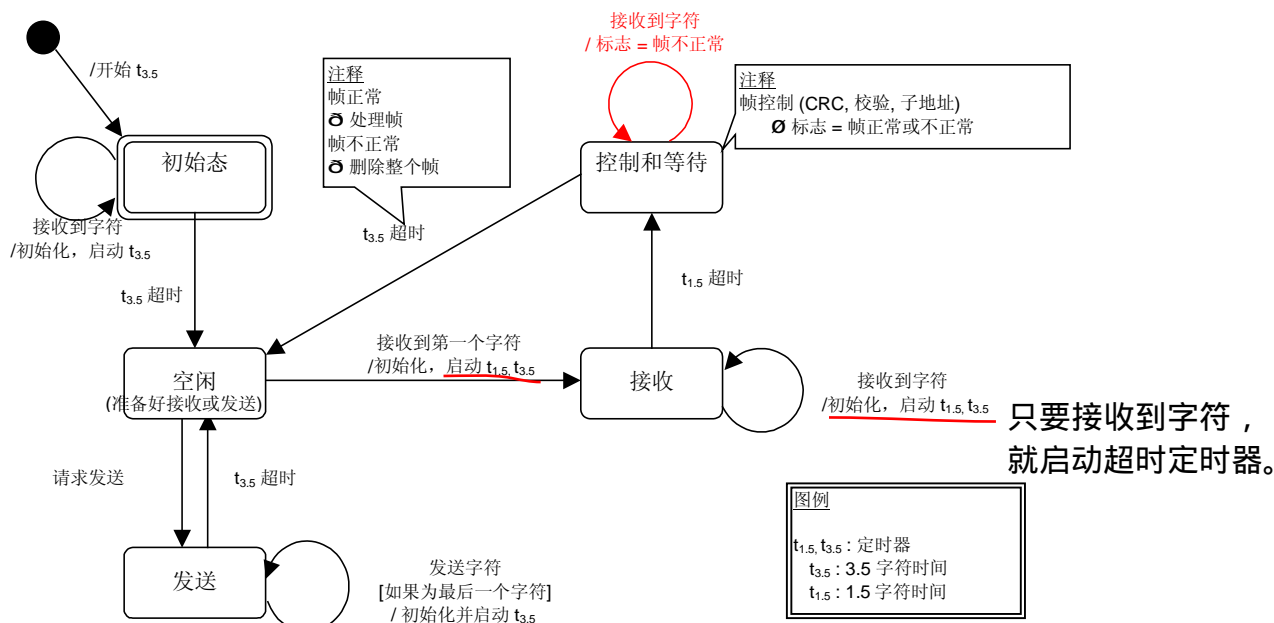 接收到字符
/ 标志 = 帧不正常
/开始 t3.5
注释
帧正常
ð 处理帧
帧不正常
ð 删除整个帧
注释
帧控制 (CRC, 校验, 子地址)
Ø 标志 = 帧正常或不正常
初始态
控制和等待
接收到字符
/初始化，启动 t3.5
t3.5 超时
t3.5 超时
t1.5 超时
接收到第一个字符
/初始化，启动 t1.5, t3.5
空闲
(准备好接收或发送)
接收
接收到字符
/初始化，启动 t1.5, t3.5
只要接收到字符，
就启动超时定时器。
请求发送
t3.5 超时
图例
t1.5, t3.5 : 定时器
t3.5 : 3.5 字符时间
t1.5 : 1.5 字符时间
发送
发送字符
[如果为最后一个字符]
/ 初始化并启动 t3.5